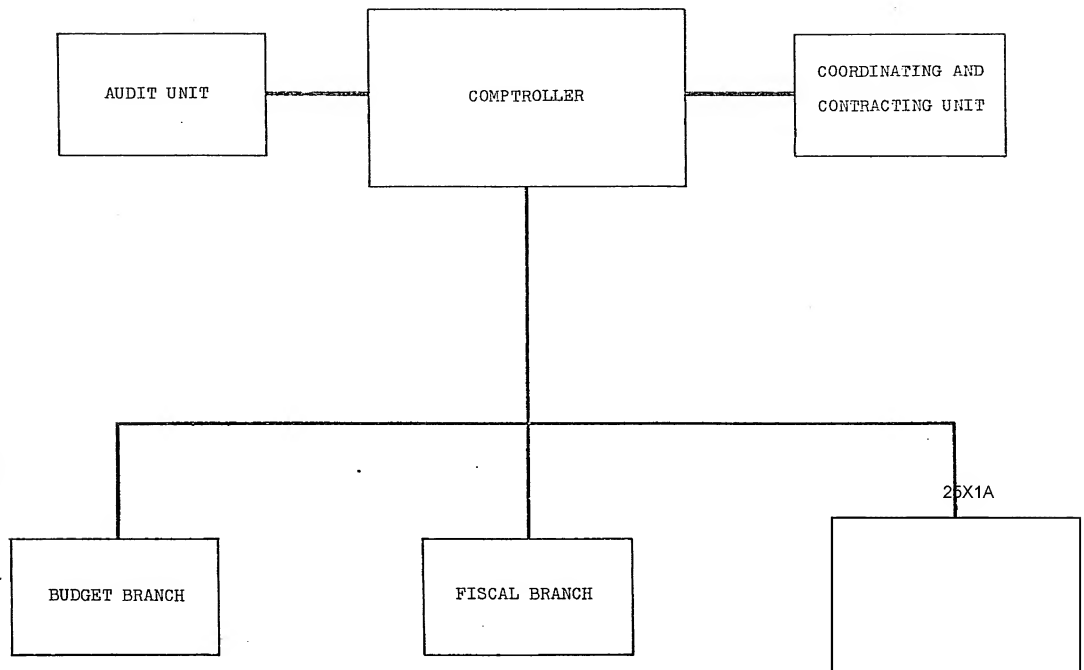 AUDIT UNIT
COMPTROLLER
COORDINATING AND
CONTRACTING UNIT
25X1A
BUDGET BRANCH
FISCAL BRANCH